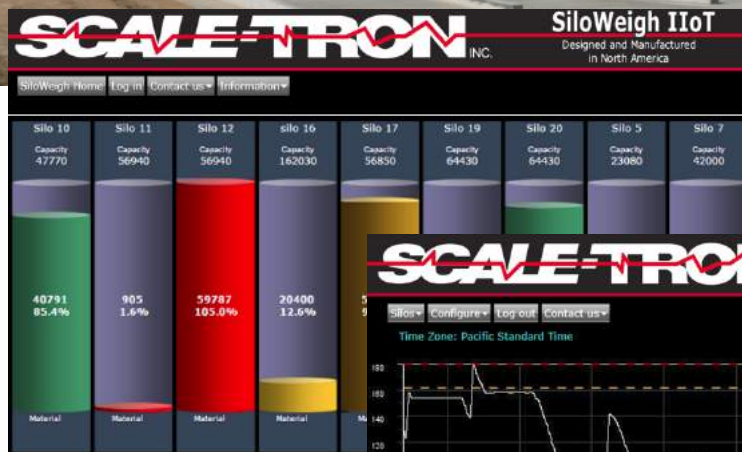 SCALE-TRON INC.
SiloWeigh IIoT
Designed and Manufactured
in North America
SiloWeigh Home Log in Contact us Information
Silo 10 Silo 11 Silo 12 silo 16 Silo 17 Silo 19 Silo 20 Silo 5 Silo 7
Capacity Capacity Capacity Capacity Capacity Capacity Capacity Capacity Capacity
47770 56940 56940 162030 56850 64430 64430 23080 42000
40791 905 59787 20400
85.4% 1.6% 105.0% 12.6%
Material Material Material Material
SCALE-TRO
Silos Configure Log out Contact us
Time Zone: Pacific Standard Time
180
160
140
120